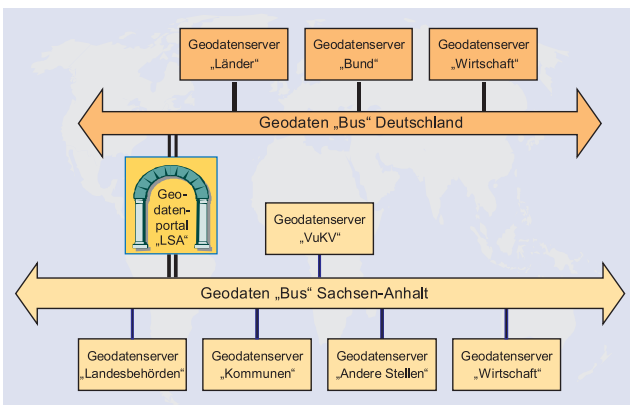 Geodatenserver
„Länder“
Geodatenserver
„Bund“
Geodatenserver
„Wirtschaft“
Geodaten „Bus“ Deutschland
Geo-
daten-
portal
„LSA“
Geodatenserver
„VuKV“
Geodaten „Bus“ Sachsen-Anhalt
Geodatenserver
„Landesbehörden“
Geodatenserver
„Kommunen“
Geodatenserver
„Andere Stellen“
Geodatenserver
„Wirtschaft“